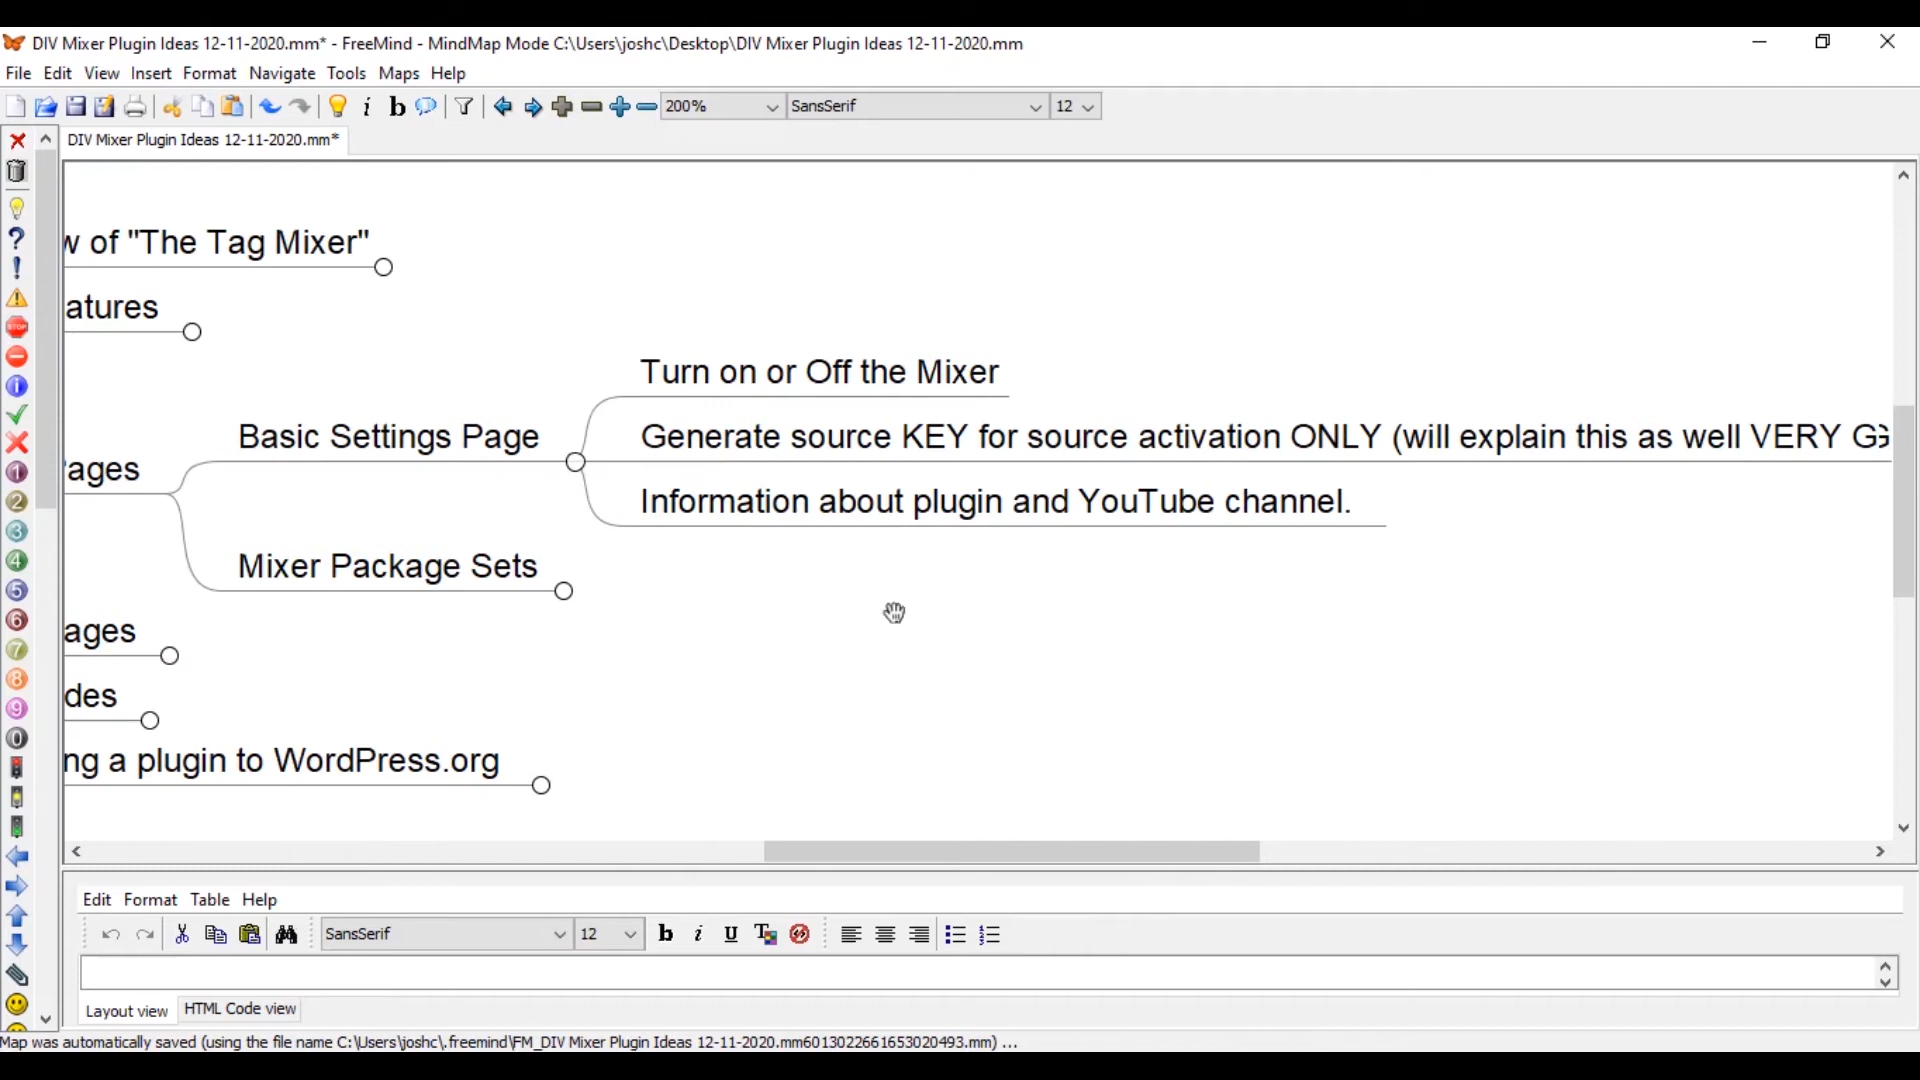 DIV Mixer Plugin Ideas 12-11-2020.mm* - FreeMind - MindMap Mode C:\Users\joshc\Desktop\DIV Mixer Plugin Ideas 12-11-2020.mm
File Edit View Insert Format Navigate Tools Maps Help
200% SansSerif 12
DIV Mixer Plugin Ideas 12-11-2020.mm*
w of "The Tag Mixer"
atures
Turn on or Off the Mixer
Basic Settings Page
Generate source KEY for source activation ONLY (will explain this as well VERY
ages
Information about plugin and YouTube channel.
Mixer Package Sets
ages
des
ng a plugin to WordPress.org
Edit Format Table Help
SansSerif 12
Layout view HTML Code view
Map was automatically saved (using the file name C:\Users\joshc\.freemind\FM_DIV Mixer Plugin Ideas 12-11-2020.mm6013022661653020493.mm) ...